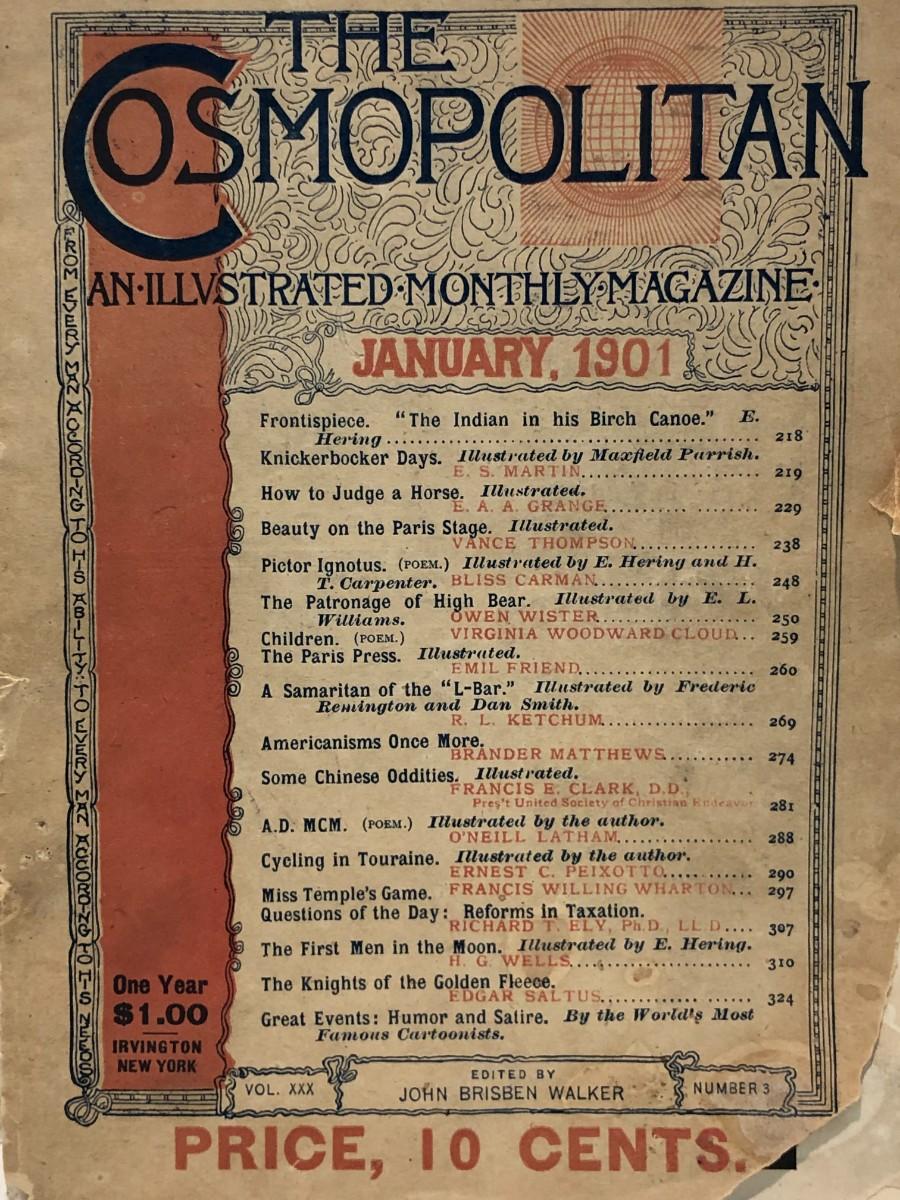 THE
COSMOPOLITAN
AN·ILLVSTRATED·MONTHLY·MAGAZINE·
FROM EVERY MAN ACCORDING TO HIS ABILITY: TO EVERY MAN ACCORDING TO HIS NEEDS
JANUARY, 1901
Frontispiece. "The Indian in his Birch Canoe." E.
Hering ............ 218
Knickerbocker Days. Illustrated by Maxfield Parrish.
E. S. MARTIN ............ 219
How to Judge a Horse. Illustrated.
E. A. A. GRANGE ............ 229
Beauty on the Paris Stage. Illustrated.
VANCE THOMPSON ............ 238
Pictor Ignotus. (POEM.) Illustrated by E. Hering and H.
T. Carpenter. BLISS CARMAN ............ 248
The Patronage of High Bear. Illustrated by E. L.
Williams. OWEN WISTER ............ 250
Children. (POEM.) VIRGINIA WOODWARD CLOUD... 259
The Paris Press. Illustrated.
EMIL FRIEND ............ 260
A Samaritan of the "L-Bar." Illustrated by Frederic
Remington and Dan Smith.
R. L. KETCHUM ............ 269
Americanisms Once More.
BRANDER MATTHEWS ............ 274
Some Chinese Oddities. Illustrated.
FRANCIS E. CLARK, D.D.,
Pres't United Society of Christian Endeavor 281
A.D. MCM. (POEM.) Illustrated by the author.
O'NEILL LATHAM ............ 288
Cycling in Touraine. Illustrated by the author.
ERNEST C. PEIXOTTO ............ 290
Miss Temple's Game. FRANCIS WILLING WHARTON... 297
Questions of the Day: Reforms in Taxation.
RICHARD T. ELY, Ph.D., LL.D.... 307
The First Men in the Moon. Illustrated by E. Hering.
H. G. WELLS ............ 310
The Knights of the Golden Fleece.
EDGAR SALTUS ............ 324
Great Events: Humor and Satire. By the World's Most
Famous Cartoonists.
One Year
$1.00
IRVINGTON
NEW YORK
VOL. XXX
EDITED BY
JOHN BRISBEN WALKER
NUMBER 3
PRICE, 10 CENTS.